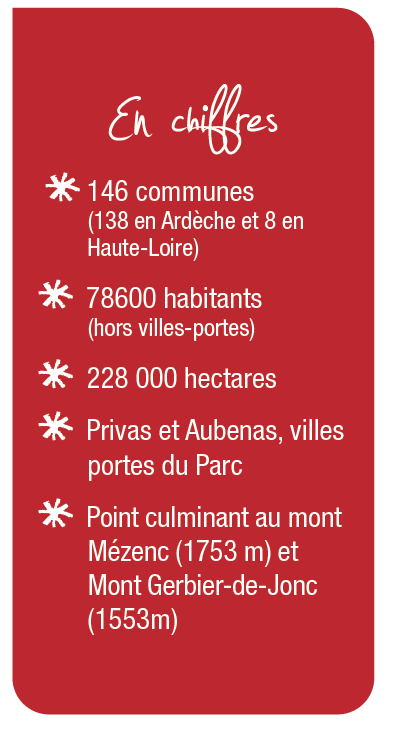 En chiffres
146 communes
(138 en Ardèche et 8 en
Haute-Loire)
78600 habitants
(hors villes-portes)
228 000 hectares
Privas et Aubenas, villes
portes du Parc
Point culminant au mont
Mézenc (1753 m) et
Mont Gerbier-de-Jonc
(1553m)